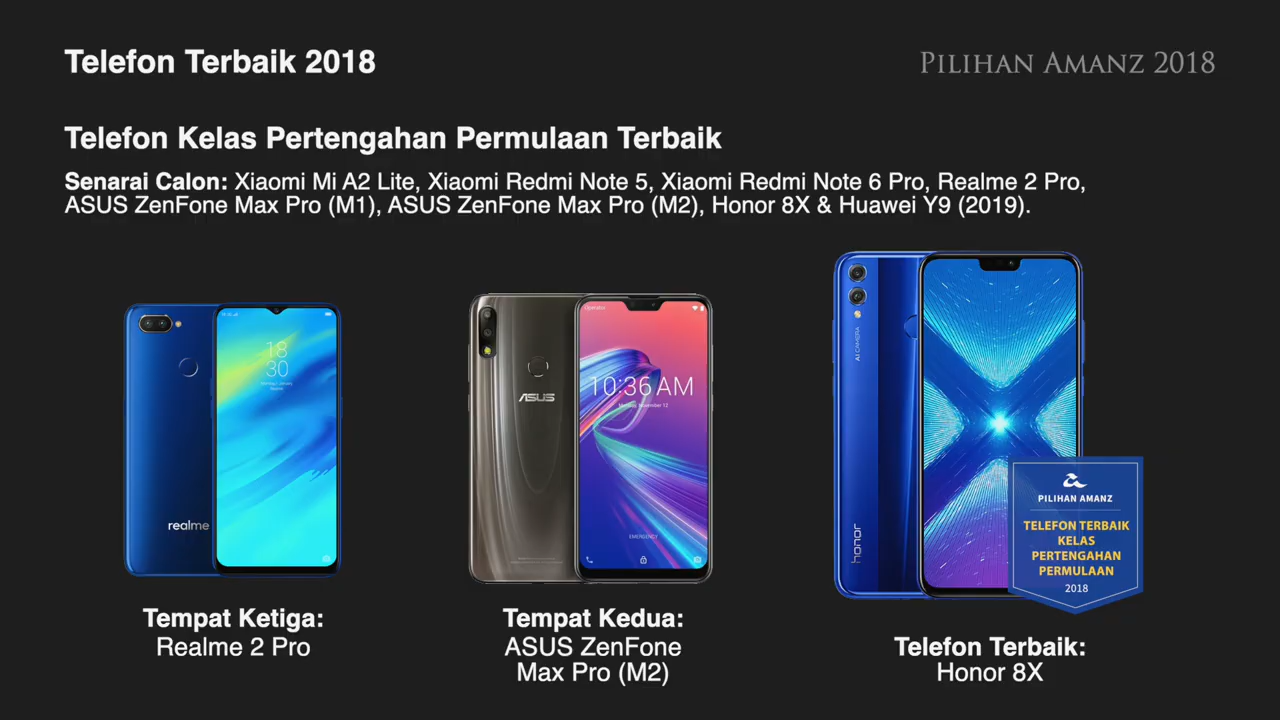 Telefon Terbaik 2018
PILIHAN AMANZ 2018
Telefon Kelas Pertengahan Permulaan Terbaik
Senarai Calon: Xiaomi Mi A2 Lite, Xiaomi Redmi Note 5, Xiaomi Redmi Note 6 Pro, Realme 2 Pro,
ASUS ZenFone Max Pro (M1), ASUS ZenFone Max Pro (M2), Honor 8X & Huawei Y9 (2019).
realme
18
30
Tempat Ketiga:
Realme 2 Pro
ASUS
10:36 AM
Monday, November 12
EMERGENCY
Tempat Kedua:
ASUS ZenFone
Max Pro (M2)
AI CAMERA
honor
PILIHAN AMANZ
TELEFON TERBAIK
KELAS
PERTENGAHAN
PERMULAAN
2018
Telefon Terbaik:
Honor 8X